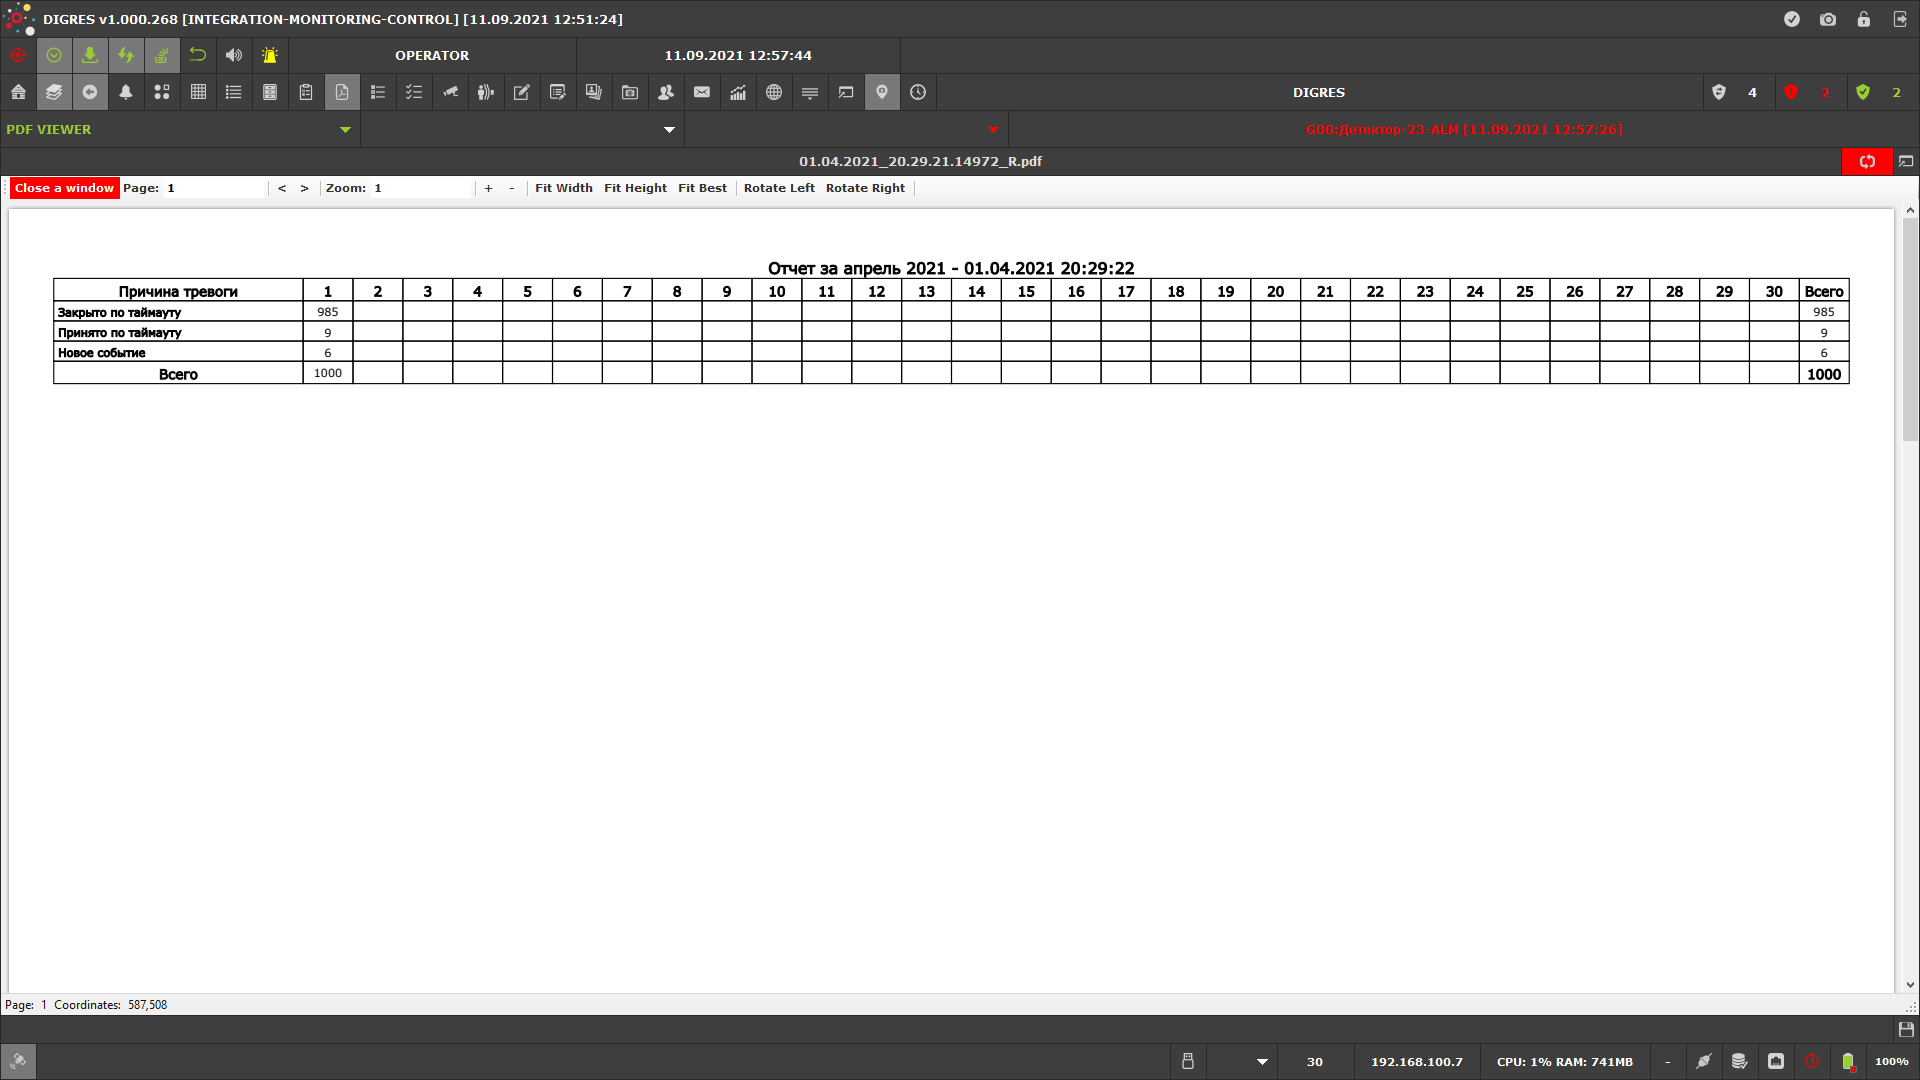 DIGRES v1.000.268 [INTEGRATION-MONITORING-CONTROL] [11.09.2021 12:51:24]
OPERATOR 11.09.2021 12:57:44
DIGRES 4 2 2
PDF VIEWER G00:Детектор-23-ALM [11.09.2021 12:57:26]
01.04.2021_20.29.21.14972_R.pdf
Close a window Page: 1 < > Zoom: 1 + - Fit Width Fit Height Fit Best Rotate Left Rotate Right
Отчет за апрель 2021 - 01.04.2021 20:29:22
Причина тревоги 1 2 3 4 5 6 7 8 9 10 11 12 13 14 15 16 17 18 19 20 21 22 23 24 25 26 27 28 29 30 Всего
Закрыто по таймауту 985 985
Принято по таймауту 9 9
Новое событие 6 6
Всего 1000 1000
Page: 1 Coordinates: 587,508
30 192.168.100.7 CPU: 1% RAM: 741MB - 100%